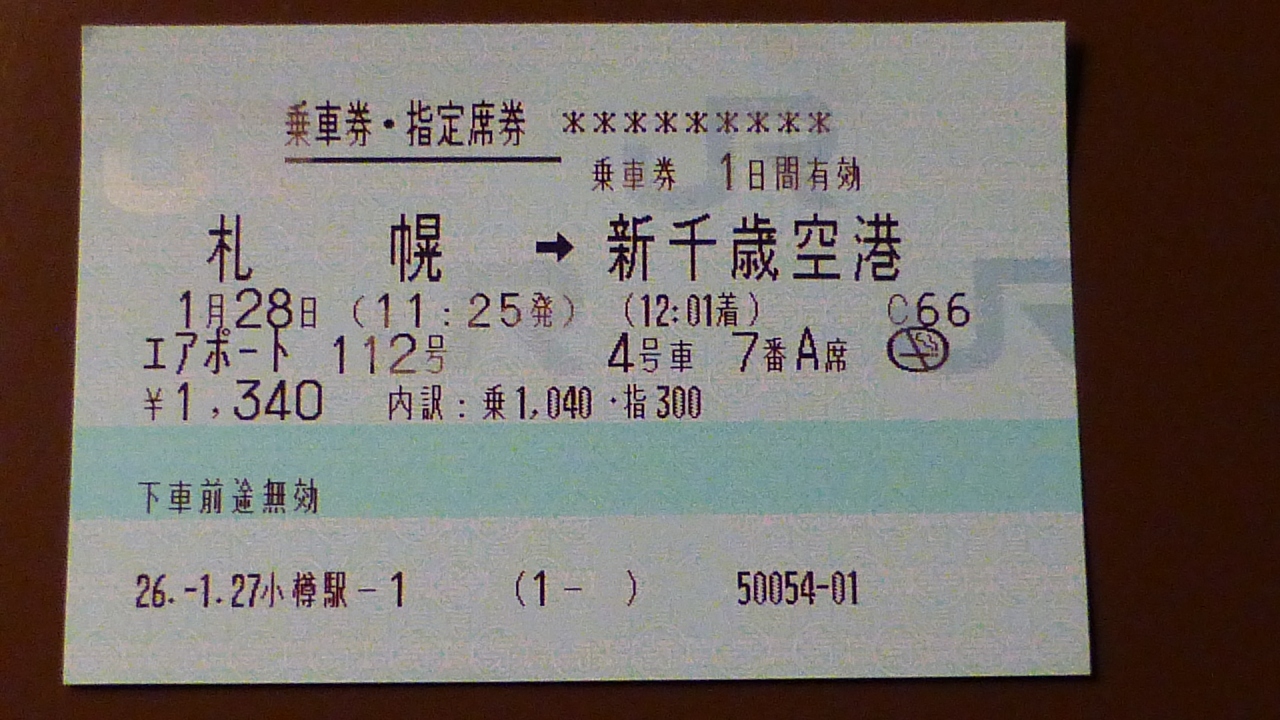 乗車券・指定席券 *********
乗車券 1日間有効
札幌 → 新千歳空港
1月28日 (11:25発) (12:01着) C66
エアポート 112号 4号車 7番A席
¥1,340 内訳:乗1,040・指300
下車前途無効
26.-1.27小樽駅-1 (1- ) 50054-01